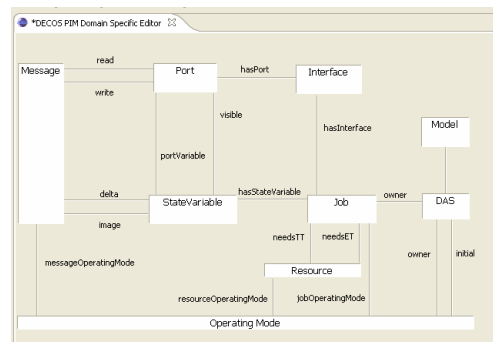 *DECOS PIM Domain Specific Editor
read
Message
Port
hasPort
Interface
write
visible
hasInterface
Model
portVariable
delta
StateVariable
hasStateVariable
Job
owner
DAS
image
needsTT
needsET
messageOperatingMode
owner
initial
Resource
resourceOperatingMode
jobOperatingMode
Operating Mode